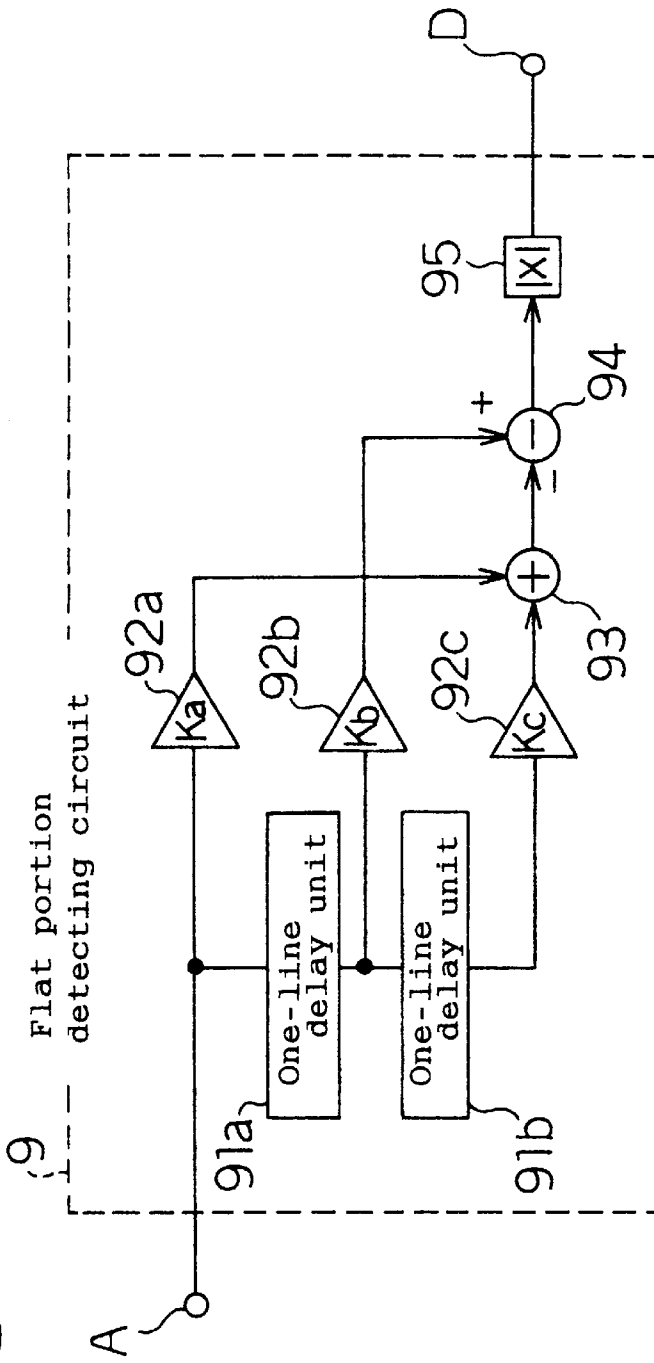 9
Flat portion
detecting circuit
A
D
92a
Ka
92b
Kb
92c
Kc
91a
One-line
delay unit
91b
One-line
delay unit
93
+
94
+
−
−
95
|X|